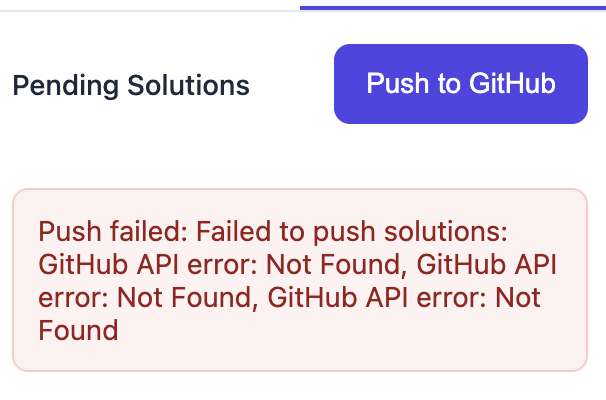 Pending Solutions
Push to GitHub
Push failed: Failed to push solutions:
GitHub API error: Not Found, GitHub API
error: Not Found, GitHub API error: Not
Found